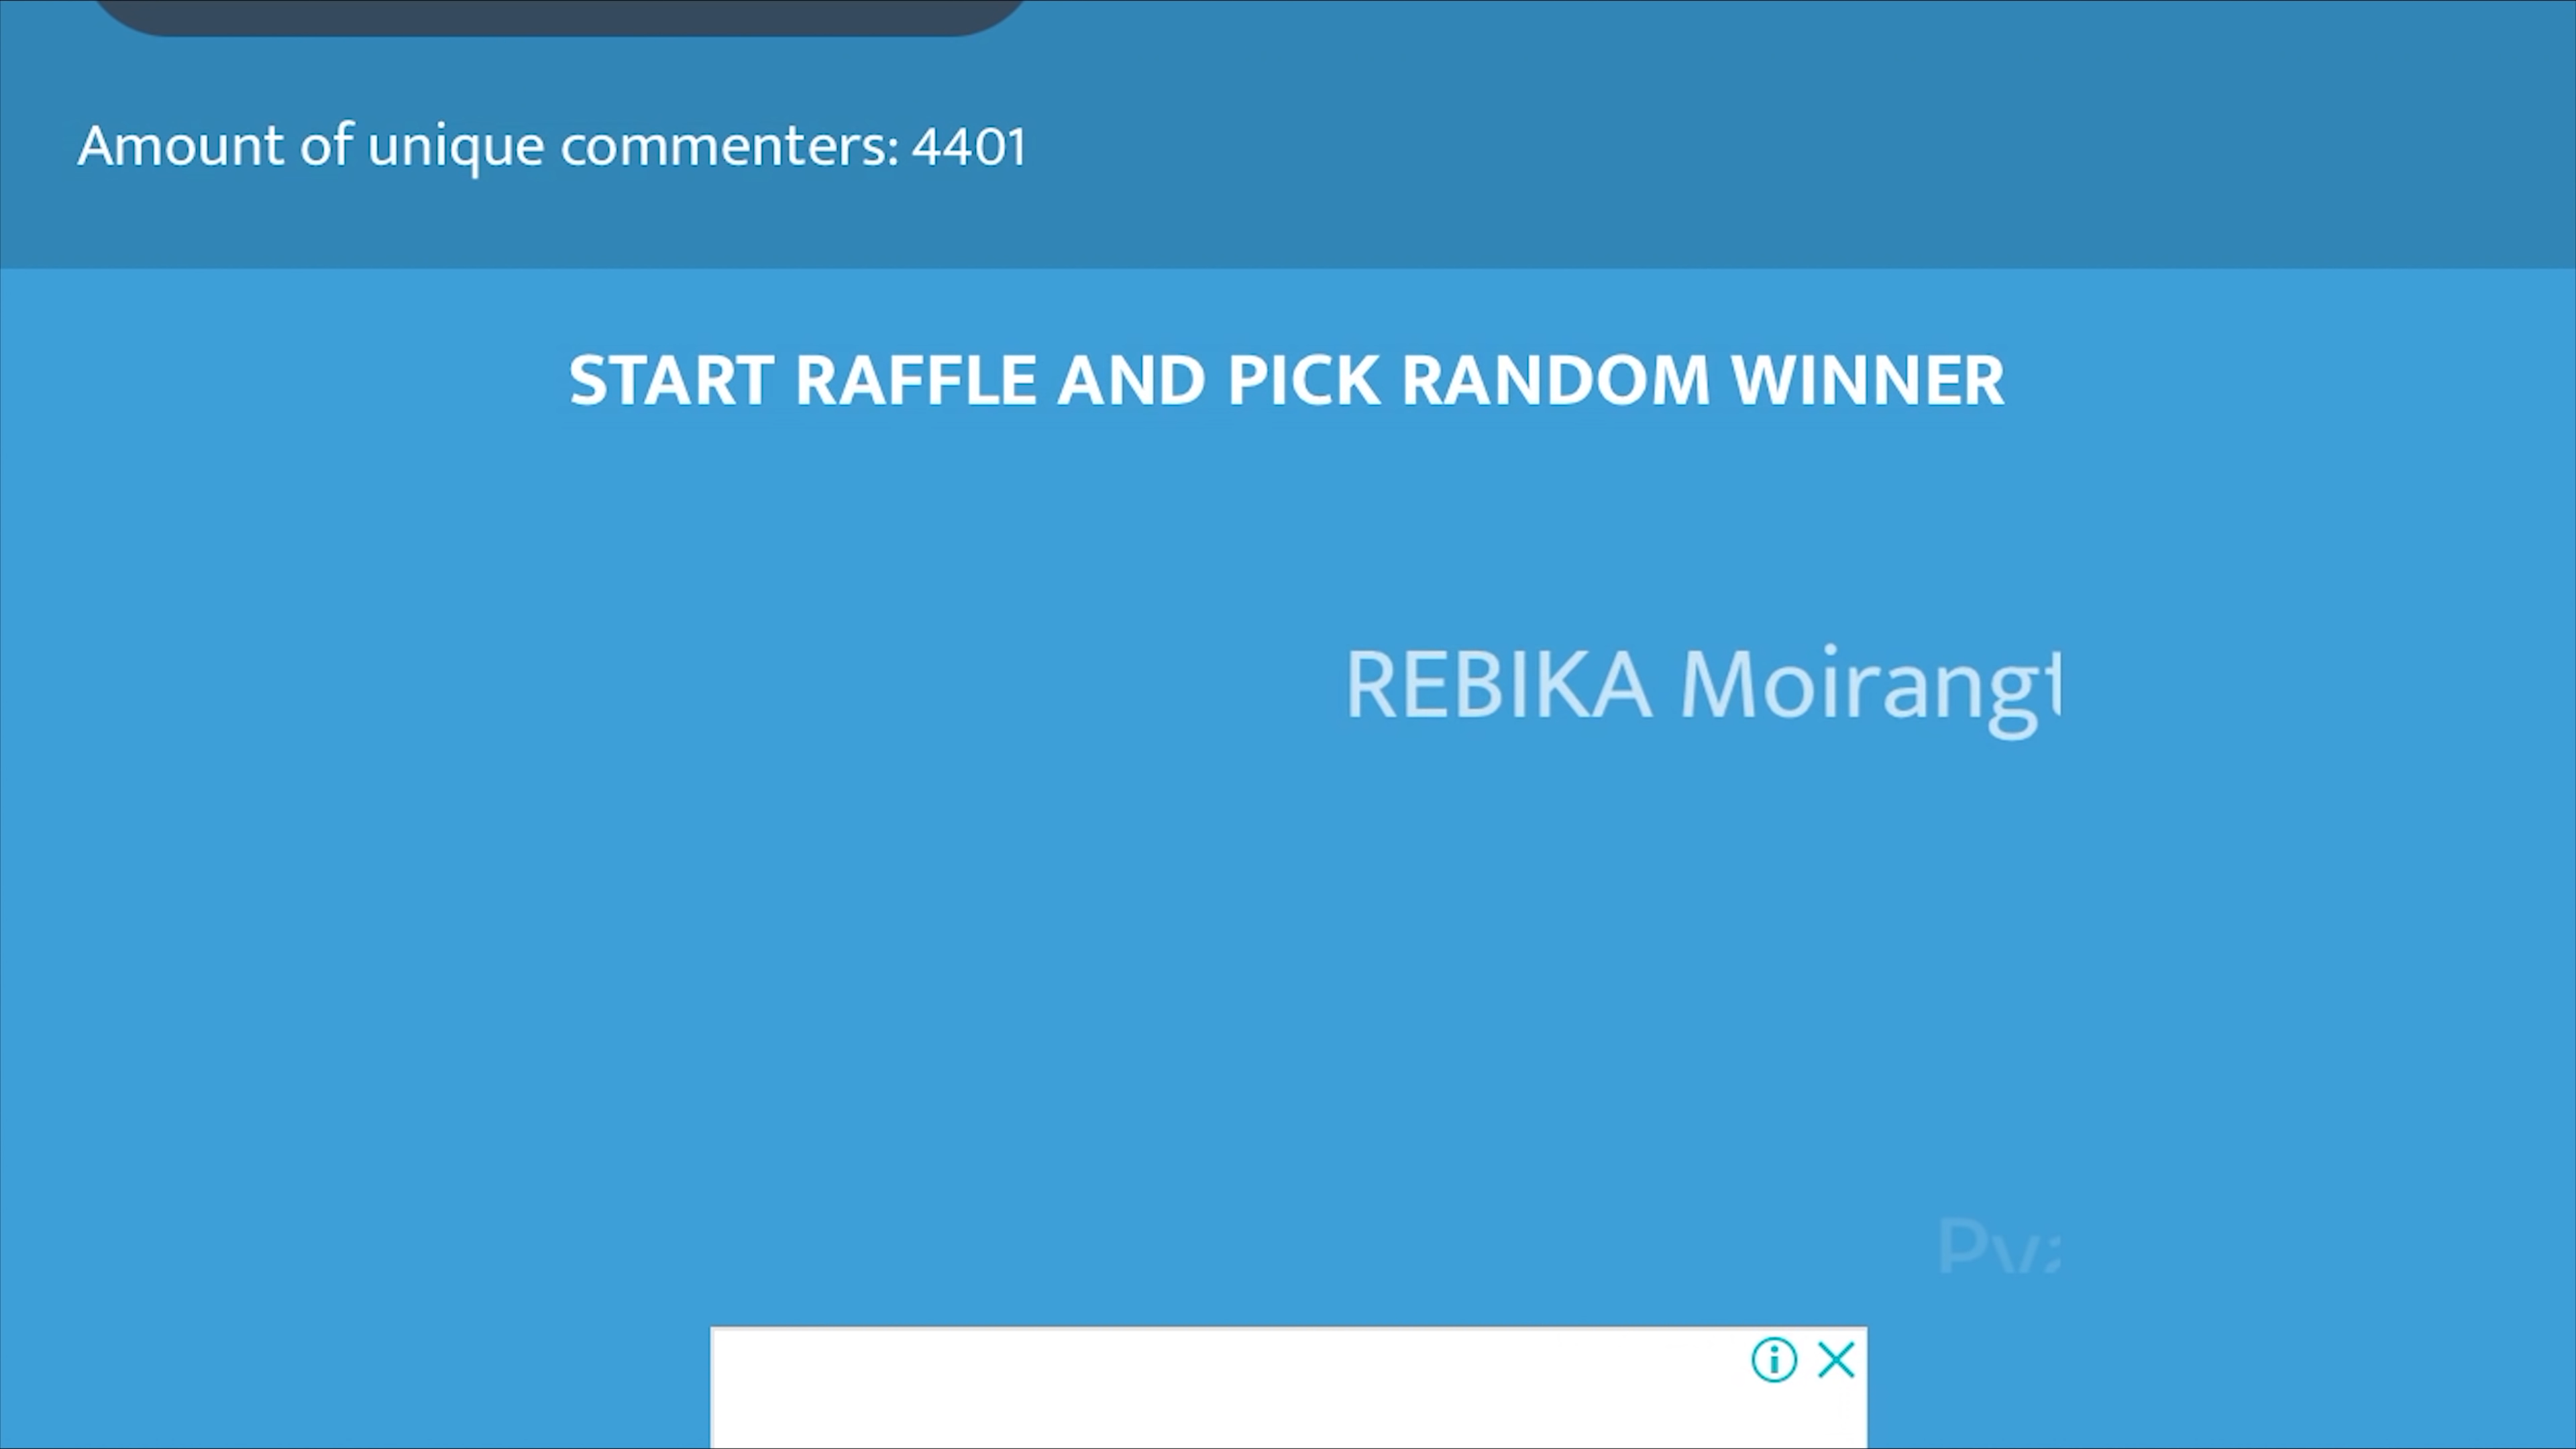 Amount of unique commenters: 4401
START RAFFLE AND PICK RANDOM WINNER
REBIKA Moirangt